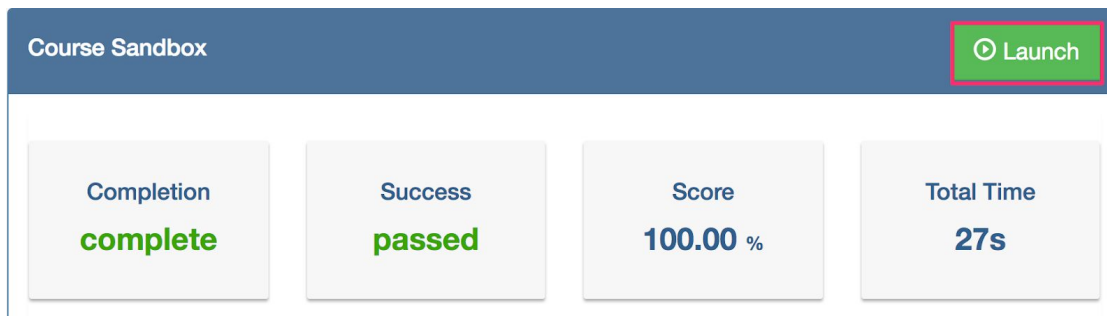 Course Sandbox
Launch
Completion
complete
Success
passed
Score
100.00 %
Total Time
27s